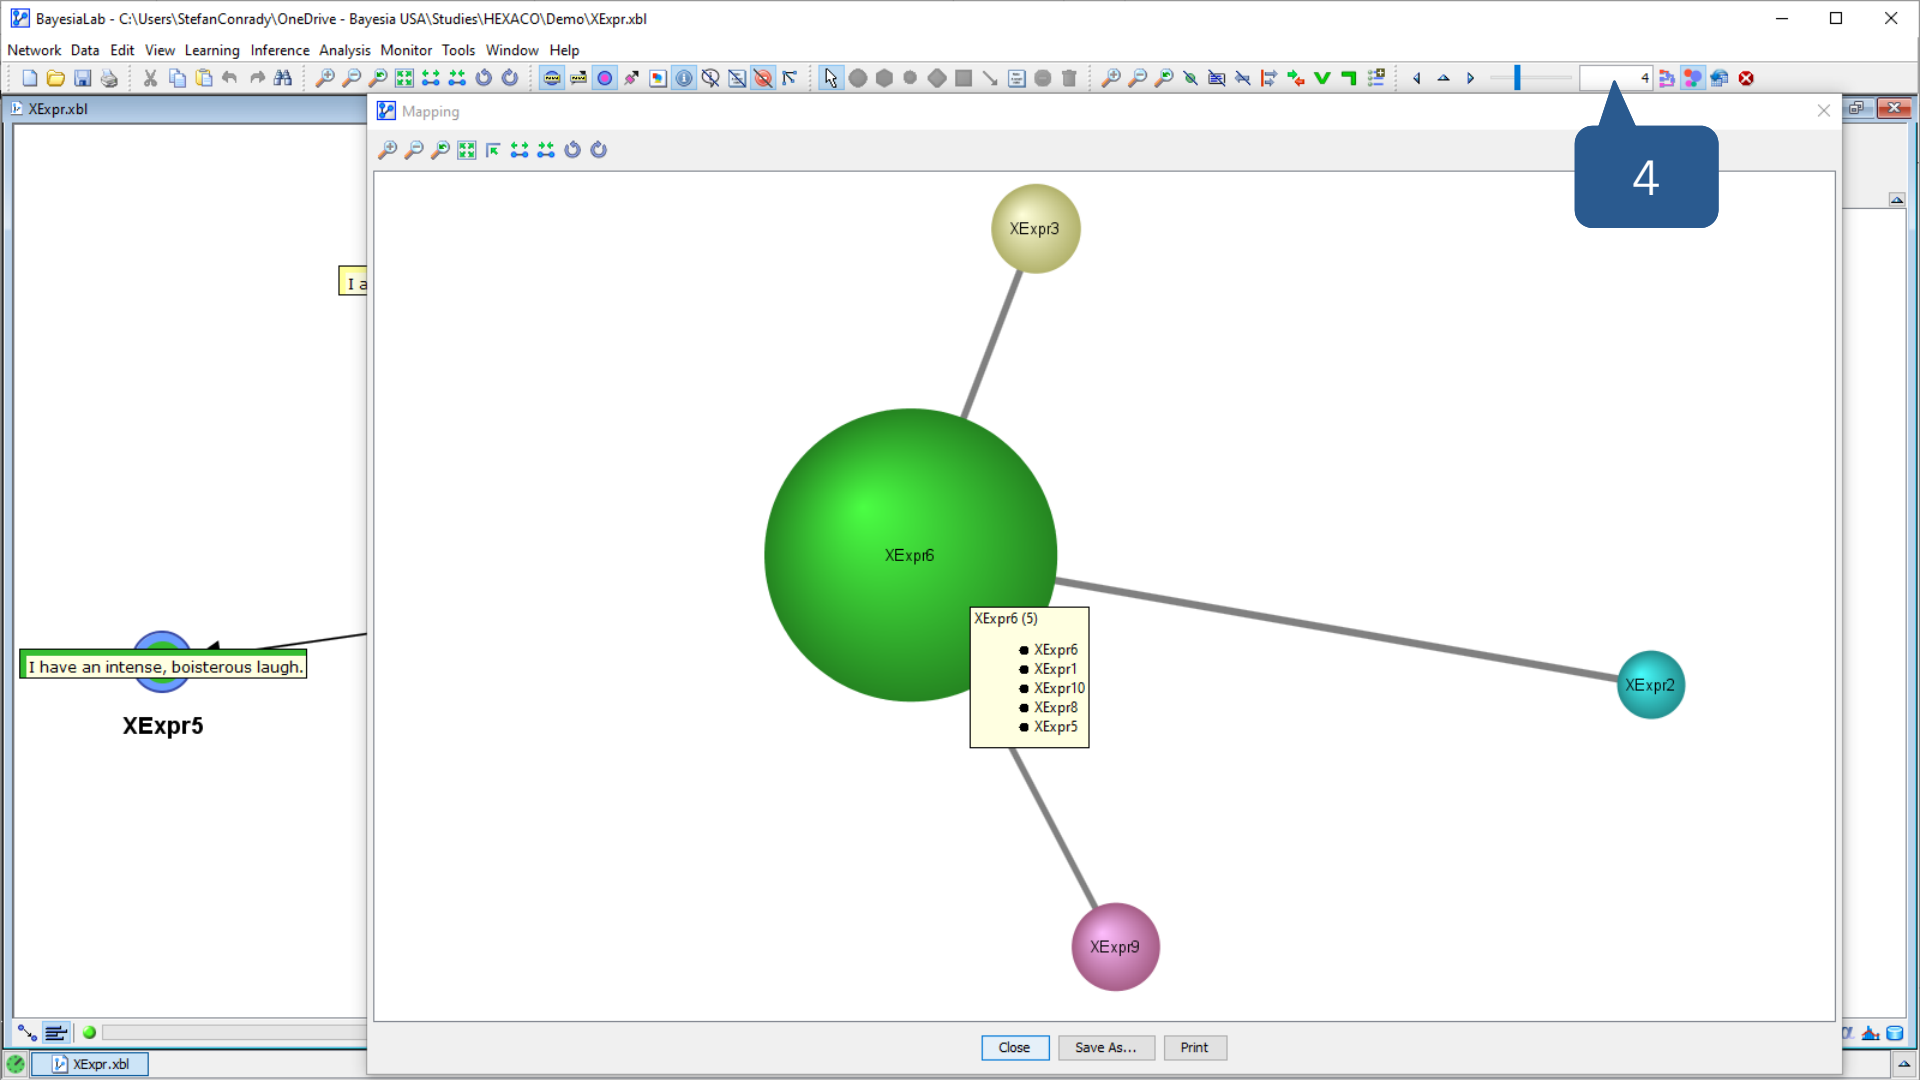 BayesiaLab - C:\Users\StefanConrady\OneDrive - Bayesia USA\Studies\HEXACO\Demo\XExpr.xbl
Network Data Edit View Learning Inference Analysis Monitor Tools Window Help
4
XExpr.xbl
Mapping
4
XExpr3
I a
XExpr6
XExpr6 (5)
XExpr6
XExpr1
XExpr10
XExpr8
XExpr5
I have an intense, boisterous laugh.
XExpr5
XExpr2
XExpr9
Close Save As... Print
XExpr.xbl